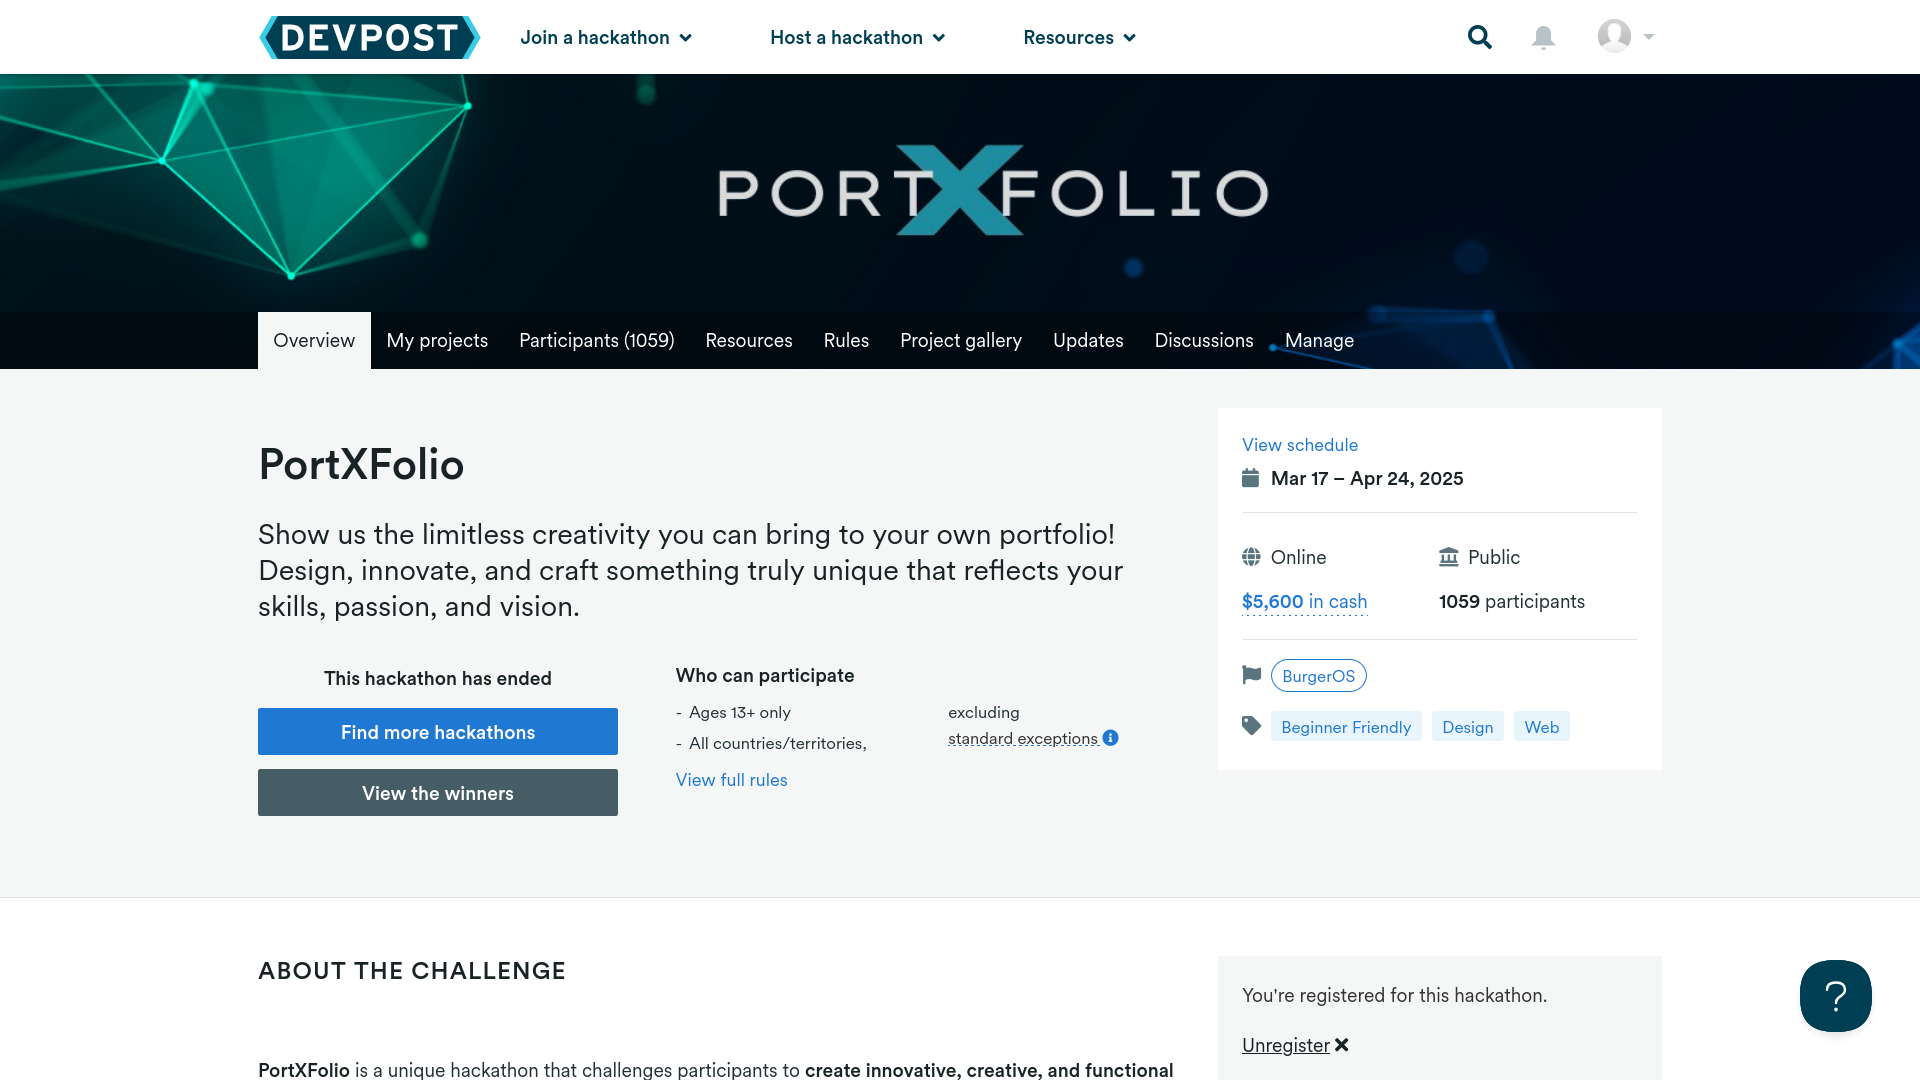 DEVPOST
Join a hackathon
Host a hackathon
Resources
PORTXFOLIO
Overview
My projects
Participants (1059)
Resources
Rules
Project gallery
Updates
Discussions
Manage
PortXFolio
Show us the limitless creativity you can bring to your own portfolio!
Design, innovate, and craft something truly unique that reflects your
skills, passion, and vision.
This hackathon has ended
Find more hackathons
View the winners
Who can participate
- Ages 13+ only
- All countries/territories,
excluding
standard exceptions
View full rules
View schedule
Mar 17 – Apr 24, 2025
Online
Public
$5,600 in cash
1059 participants
BurgerOS
Beginner Friendly
Design
Web
ABOUT THE CHALLENGE
PortXFolio is a unique hackathon that challenges participants to create innovative, creative, and functional
You're registered for this hackathon.
Unregister
?